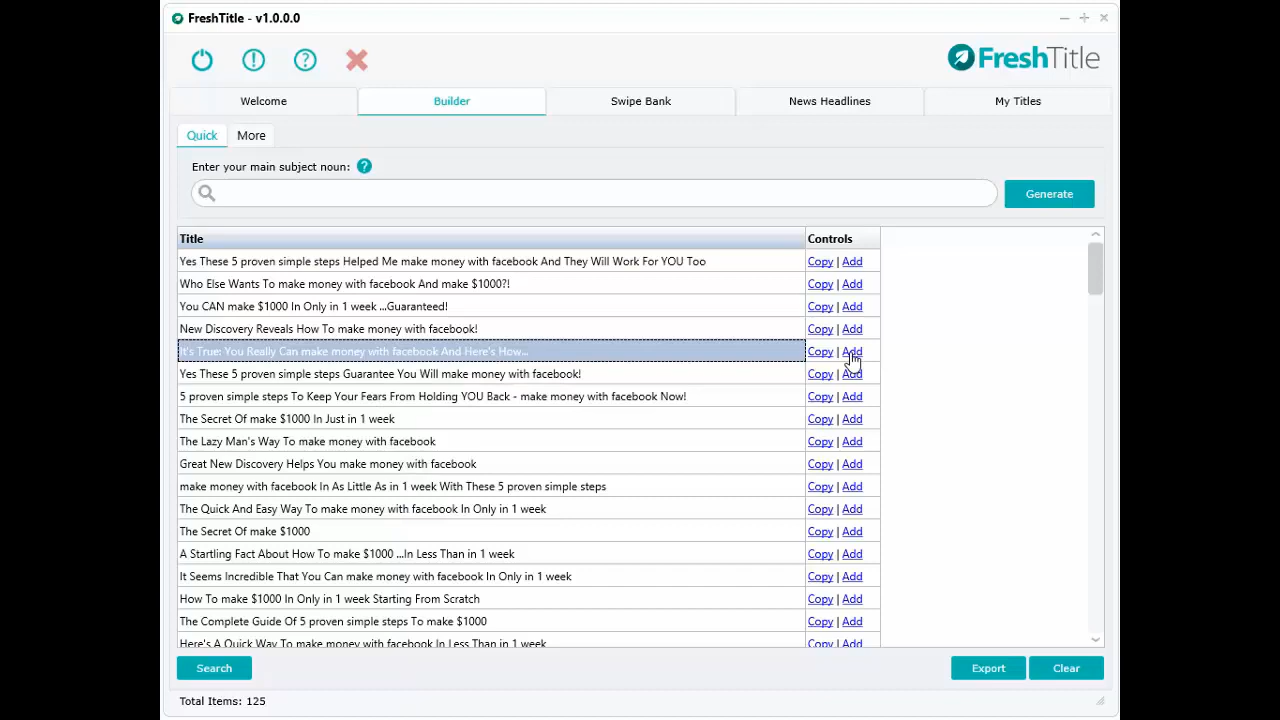 FreshTitle - v1.0.0.0
FreshTitle
Welcome
Builder
Swipe Bank
News Headlines
My Titles
Quick
More
Enter your main subject noun:
Generate
Title
Controls
Yes These 5 proven simple steps Helped Me make money with facebook And They Will Work For YOU Too
Copy | Add
Who Else Wants To make money with facebook And make $1000?!
Copy | Add
You CAN make $1000 In Only in 1 week ...Guaranteed!
Copy | Add
New Discovery Reveals How To make money with facebook!
Copy | Add
It's True: You Really Can make money with facebook And Here's How...
Copy | Add
Yes These 5 proven simple steps Guarantee You Will make money with facebook!
Copy | Add
5 proven simple steps To Keep Your Fears From Holding YOU Back - make money with facebook Now!
Copy | Add
The Secret Of make $1000 In Just in 1 week
Copy | Add
The Lazy Man's Way To make money with facebook
Copy | Add
Great New Discovery Helps You make money with facebook
Copy | Add
make money with facebook In As Little As in 1 week With These 5 proven simple steps
Copy | Add
The Quick And Easy Way To make money with facebook In Only in 1 week
Copy | Add
The Secret Of make $1000
Copy | Add
A Startling Fact About How To make $1000 ...In Less Than in 1 week
Copy | Add
It Seems Incredible That You Can make money with facebook In Only in 1 week
Copy | Add
How To make $1000 In Only in 1 week Starting From Scratch
Copy | Add
The Complete Guide Of 5 proven simple steps To make $1000
Copy | Add
Here's A Quick Way To make money with facebook In Less Than in 1 week
Copy | Add
Search
Export
Clear
Total Items: 125